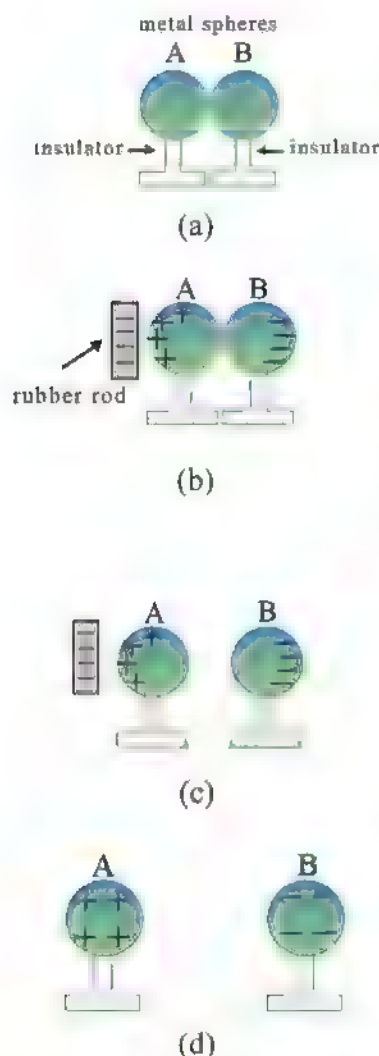 metal spheres
A B
insulator insulator
(a)
A B
rubber rod
(b)
A B
(c)
A B
(d)